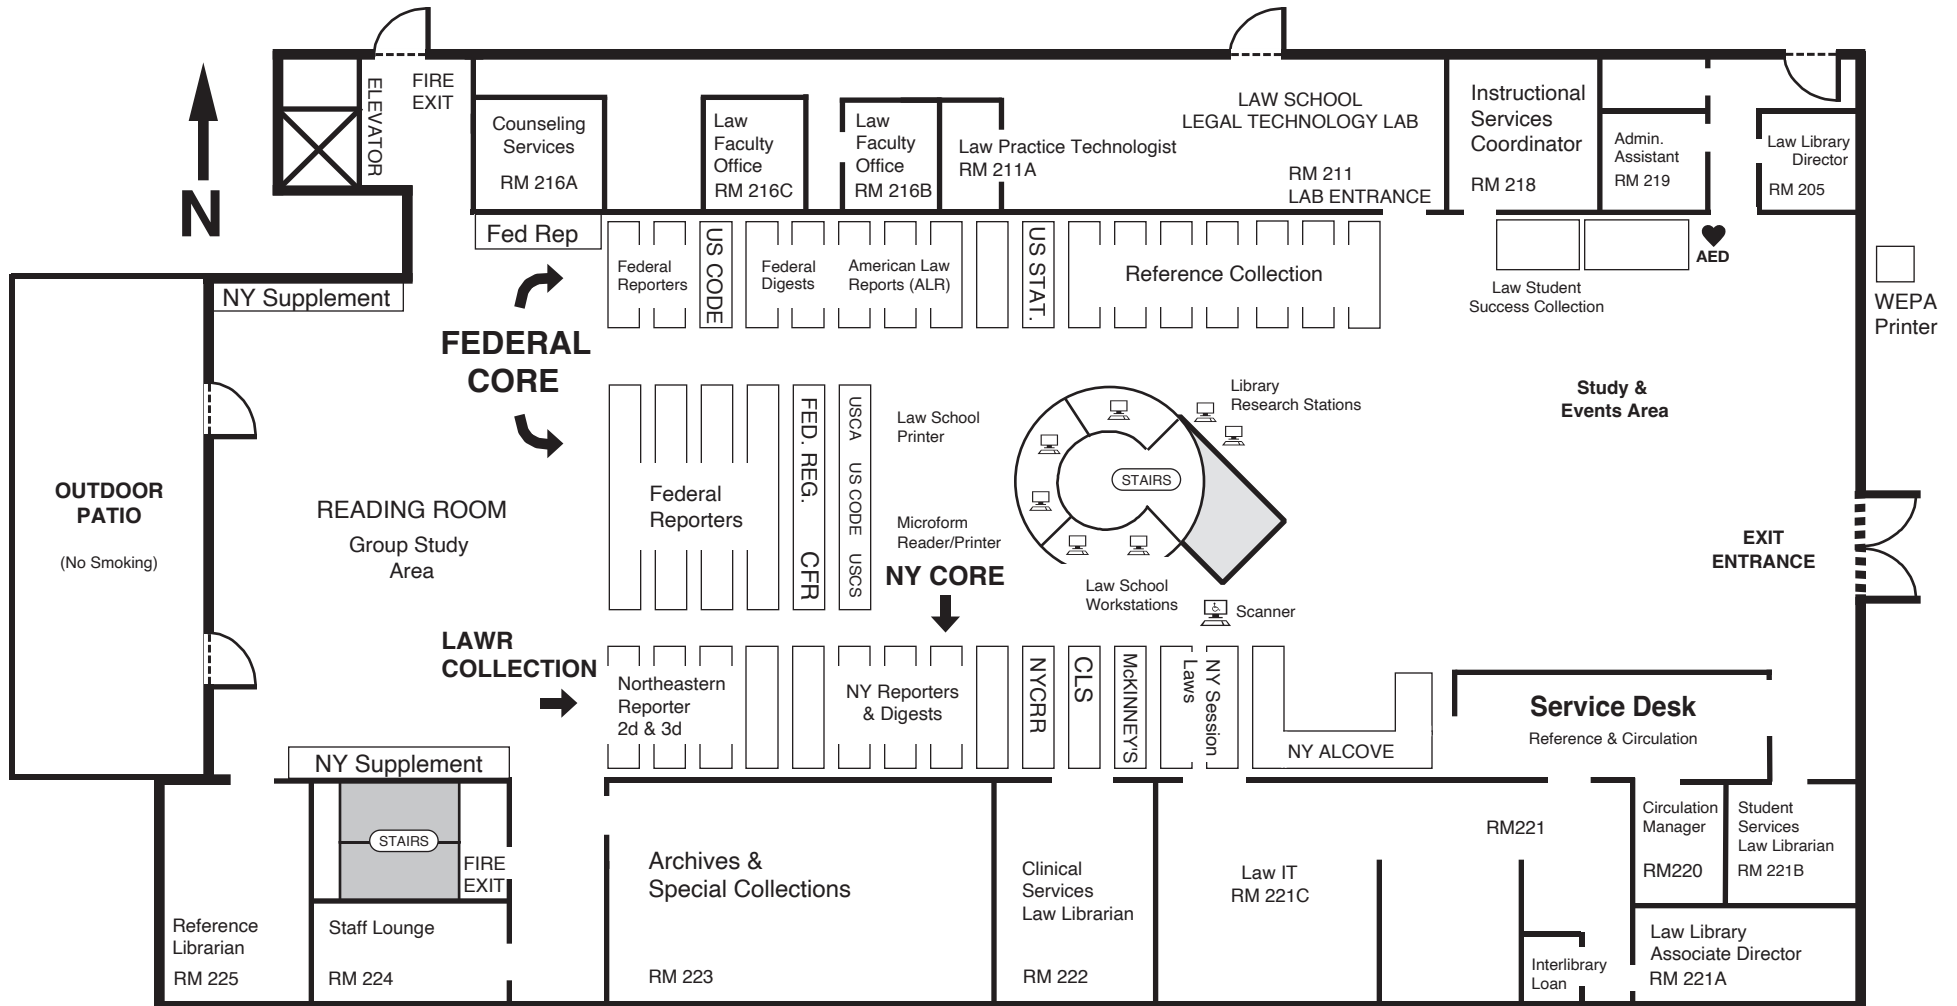 N
ELEVATOR
FIRE
EXIT
Counseling
Services
RM 216A
Law
Faculty
Office
RM 216C
Law
Faculty
Office
RM 216B
Law Practice Technologist
RM 211A
LAW SCHOOL
LEGAL TECHNOLOGY LAB
RM 211
LAB ENTRANCE
Instructional
Services
Coordinator
RM 218
Admin.
Assistant
RM 219
Law Library
Director
RM 205
Fed Rep
Federal
Reporters
US CODE
Federal
Digests
American Law
Reports (ALR)
US STAT.
Reference Collection
Law Student
Success Collection
AED
WEPA
Printer
NY Supplement
FEDERAL
CORE
OUTDOOR
PATIO
(No Smoking)
READING ROOM
Group Study
Area
Federal
Reporters
FED. REG.
CFR
USCA
US CODE
USCS
Law School
Printer
Microform
Reader/Printer
NY CORE
STAIRS
Library
Research Stations
Law School
Workstations
Scanner
Study &
Events Area
EXIT
ENTRANCE
LAWR
COLLECTION
Northeastern
Reporter
2d & 3d
NY Reporters
& Digests
NYCRR
CLS
McKINNEY'S
NY Session
Laws
NY ALCOVE
Service Desk
Reference & Circulation
NY Supplement
STAIRS
FIRE
EXIT
Reference
Librarian
RM 225
Staff Lounge
RM 224
Archives &
Special Collections
RM 223
Clinical
Services
Law Librarian
RM 222
Law IT
RM 221C
RM221
Interlibrary
Loan
Circulation
Manager
RM220
Student
Services
Law Librarian
RM 221B
Law Library
Associate Director
RM 221A